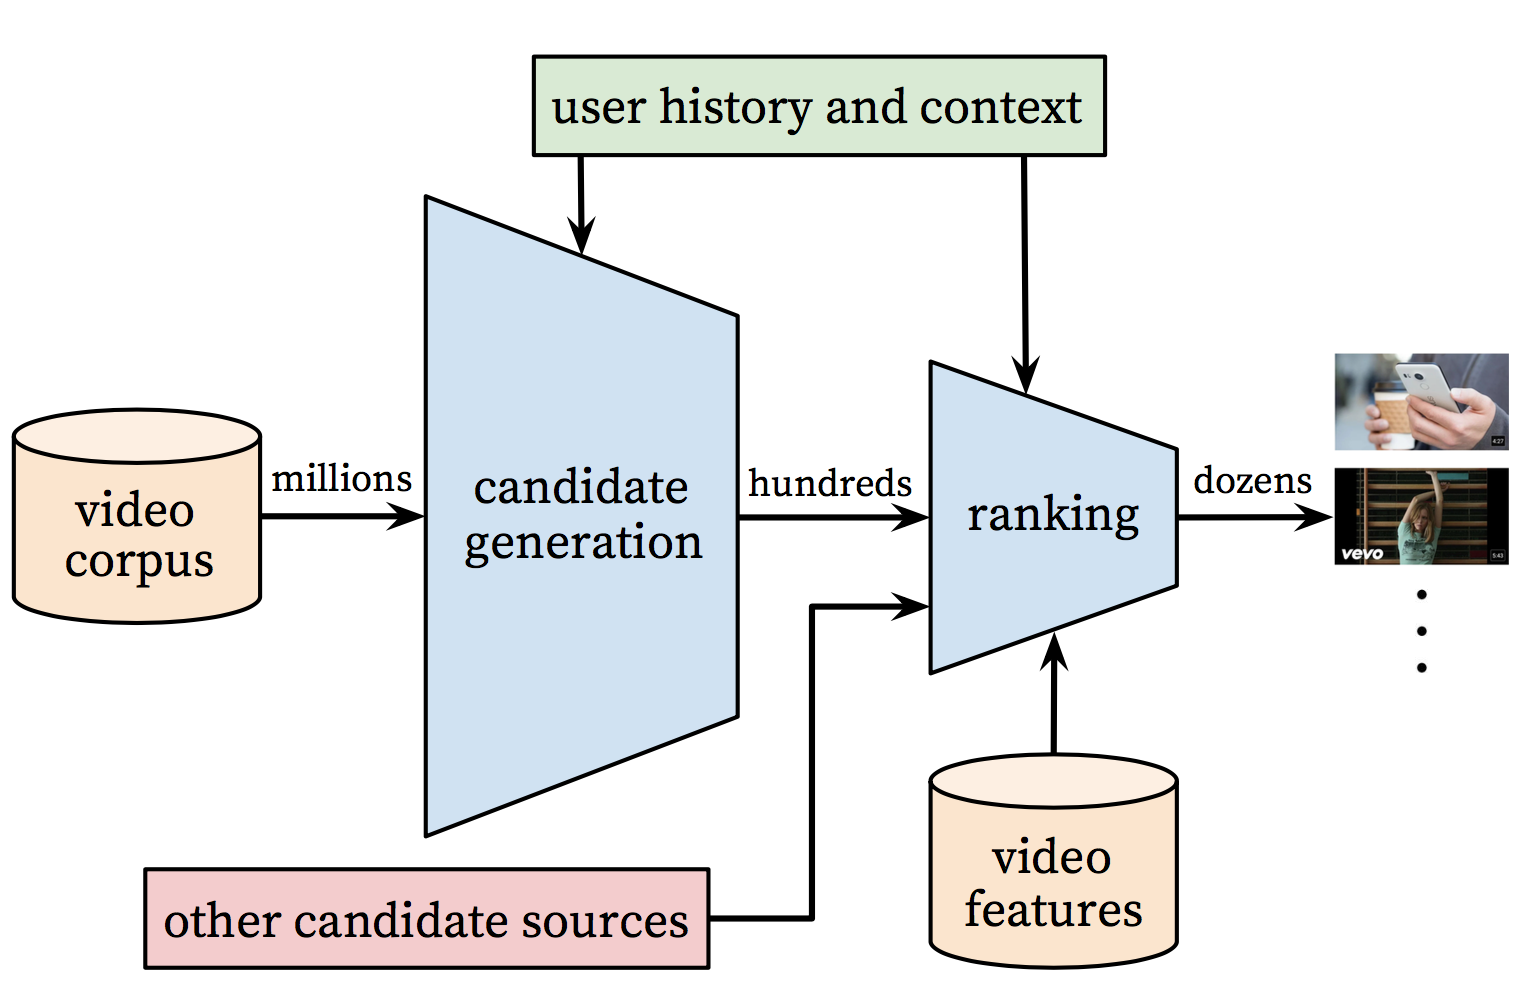 user history and context
video
corpus
millions
candidate
generation
hundreds
ranking
dozens
4:27
vevo
5:43
other candidate sources
video
features